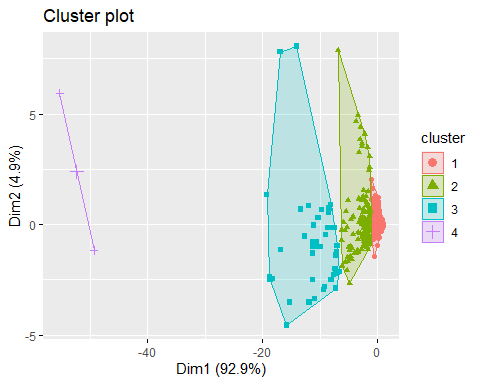 Cluster plot
5
0
-5
Dim2 (4.9%)
-40
-20
0
Dim1 (92.9%)
cluster
1
2
3
4